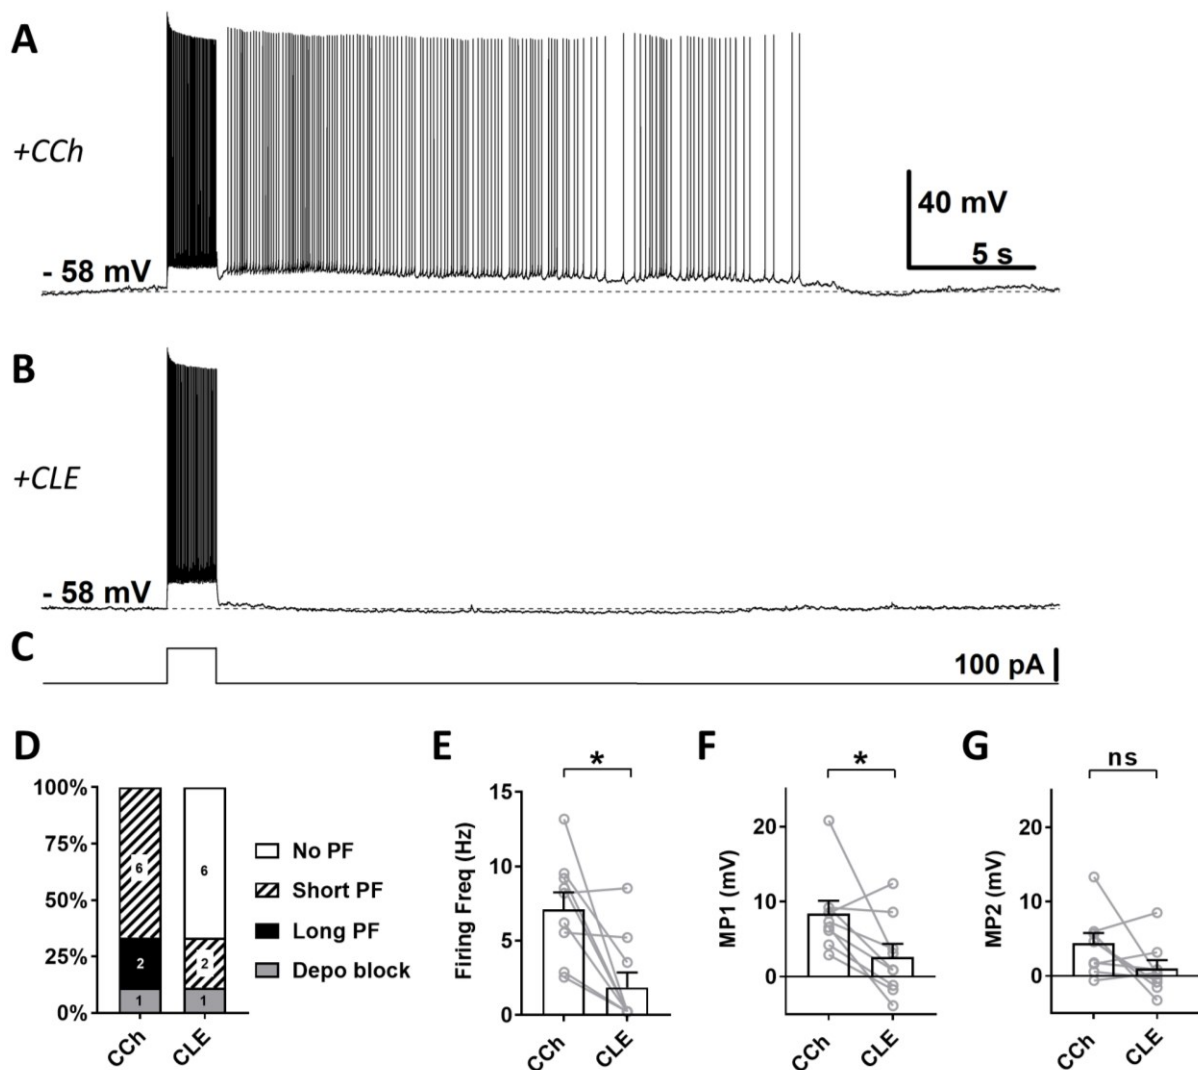 A
+CCh
40 mV
5 s
- 58 mV
B
+CLE
- 58 mV
C
100 pA
D
100%
75%
50%
25%
0%
6
2
1
6
2
1
CCh
CLE
No PF
Short PF
Long PF
Depo block
E
*
Firing Freq (Hz)
15
10
5
0
CCh
CLE
F
*
MP1 (mV)
20
10
0
CCh
CLE
G
ns
MP2 (mV)
20
10
0
CCh
CLE